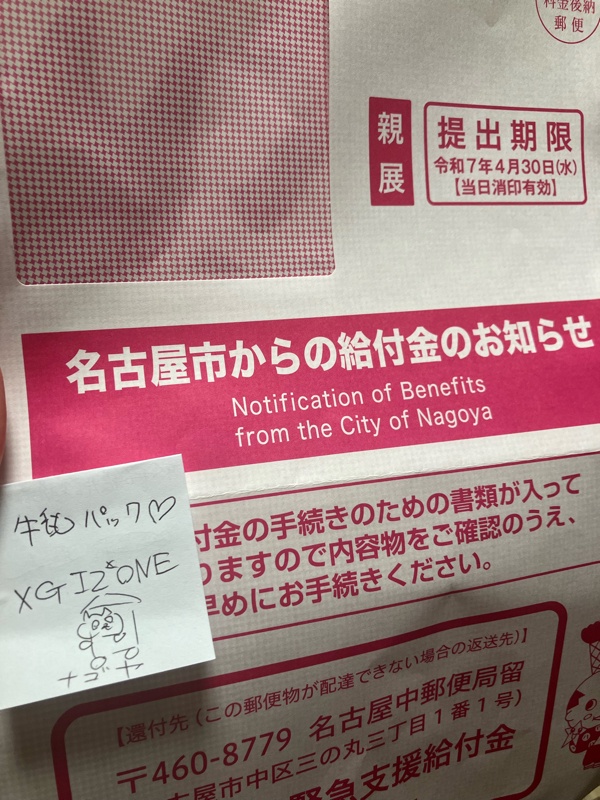 料金後納
郵便
親展
提出期限
令和7年4月30日(水)
【当日消印有効】
名古屋市からの給付金のお知らせ
Notification of Benefits
from the City of Nagoya
付金の手続きのための書類が入って
りますので内容物をご確認のうえ、
早めにお手続きください。
パック♡
XGIZ*ONE
ナゴヤ
【還付先(この郵便物が配達できない場合の返送先)】
〒460-8779 名古屋中郵便局留
古屋市中区三の丸三丁目1番1号)
緊急支援給付金